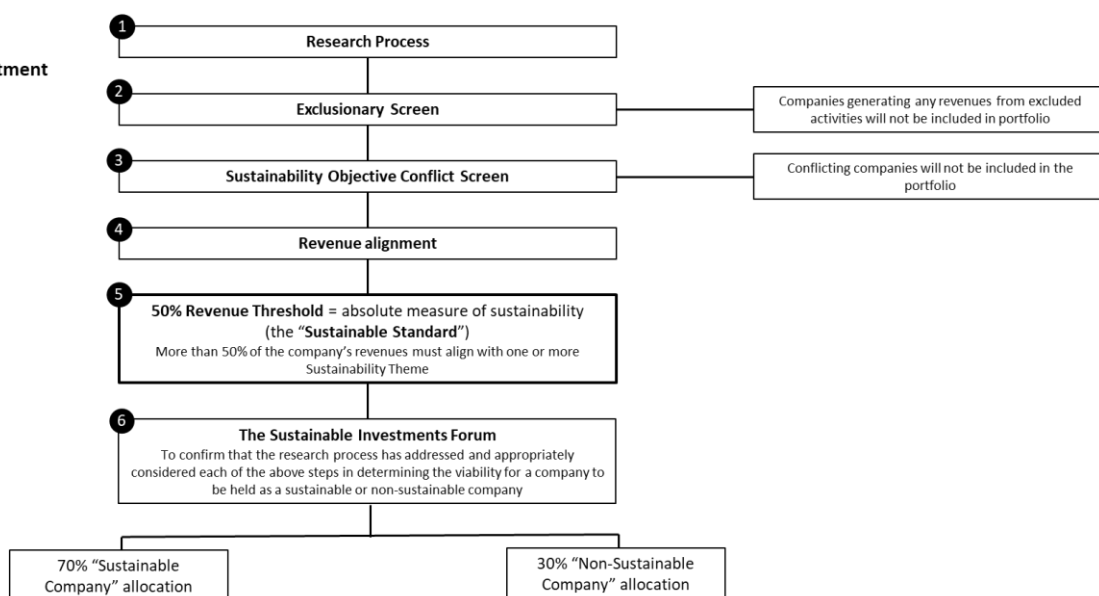 1
Research Process
tment
2
Exclusionary Screen
Companies generating any revenues from excluded
activities will not be included in portfolio
3
Sustainability Objective Conflict Screen
Conflicting companies will not be included in the
portfolio
4
Revenue alignment
5
50% Revenue Threshold = absolute measure of sustainability
(the “Sustainable Standard”)
More than 50% of the company’s revenues must align with one or more
Sustainability Theme
6
The Sustainable Investments Forum
To confirm that the research process has addressed and appropriately
considered each of the above steps in determining the viability for a company to
be held as a sustainable or non-sustainable company
70% “Sustainable
Company” allocation
30% “Non-Sustainable
Company” allocation